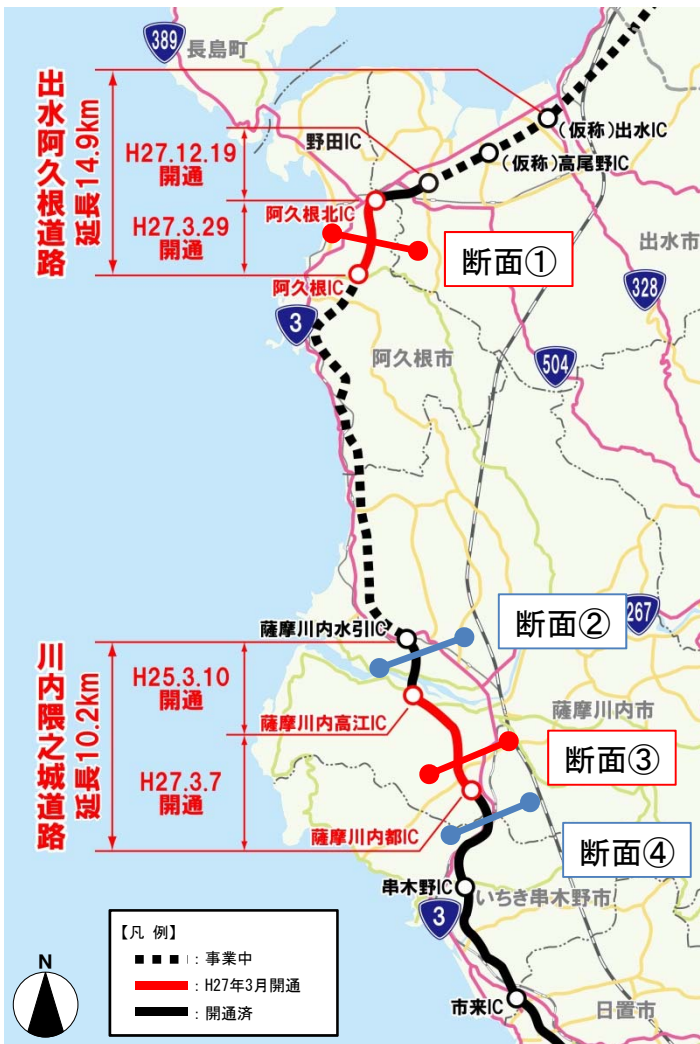 389
長島町
出水阿久根道路
延長14.9km
H27.12.19
開通
H27.3.29
開通
野田IC
(仮称)出水IC
(仮称)高尾野IC
阿久根北IC
断面①
出水市
阿久根IC
328
3
阿久根市
504
267
薩摩川内水引IC
断面②
川内隈之城道路
延長10.2km
H25.3.10
開通
薩摩川内高江IC
薩摩川内市
H27.3.7
開通
断面③
薩摩川内都IC
断面④
串木野IC
いちき串木野市
3
【凡 例】
：事業中
：H27年3月開通
：開通済
N
市来IC
日置市